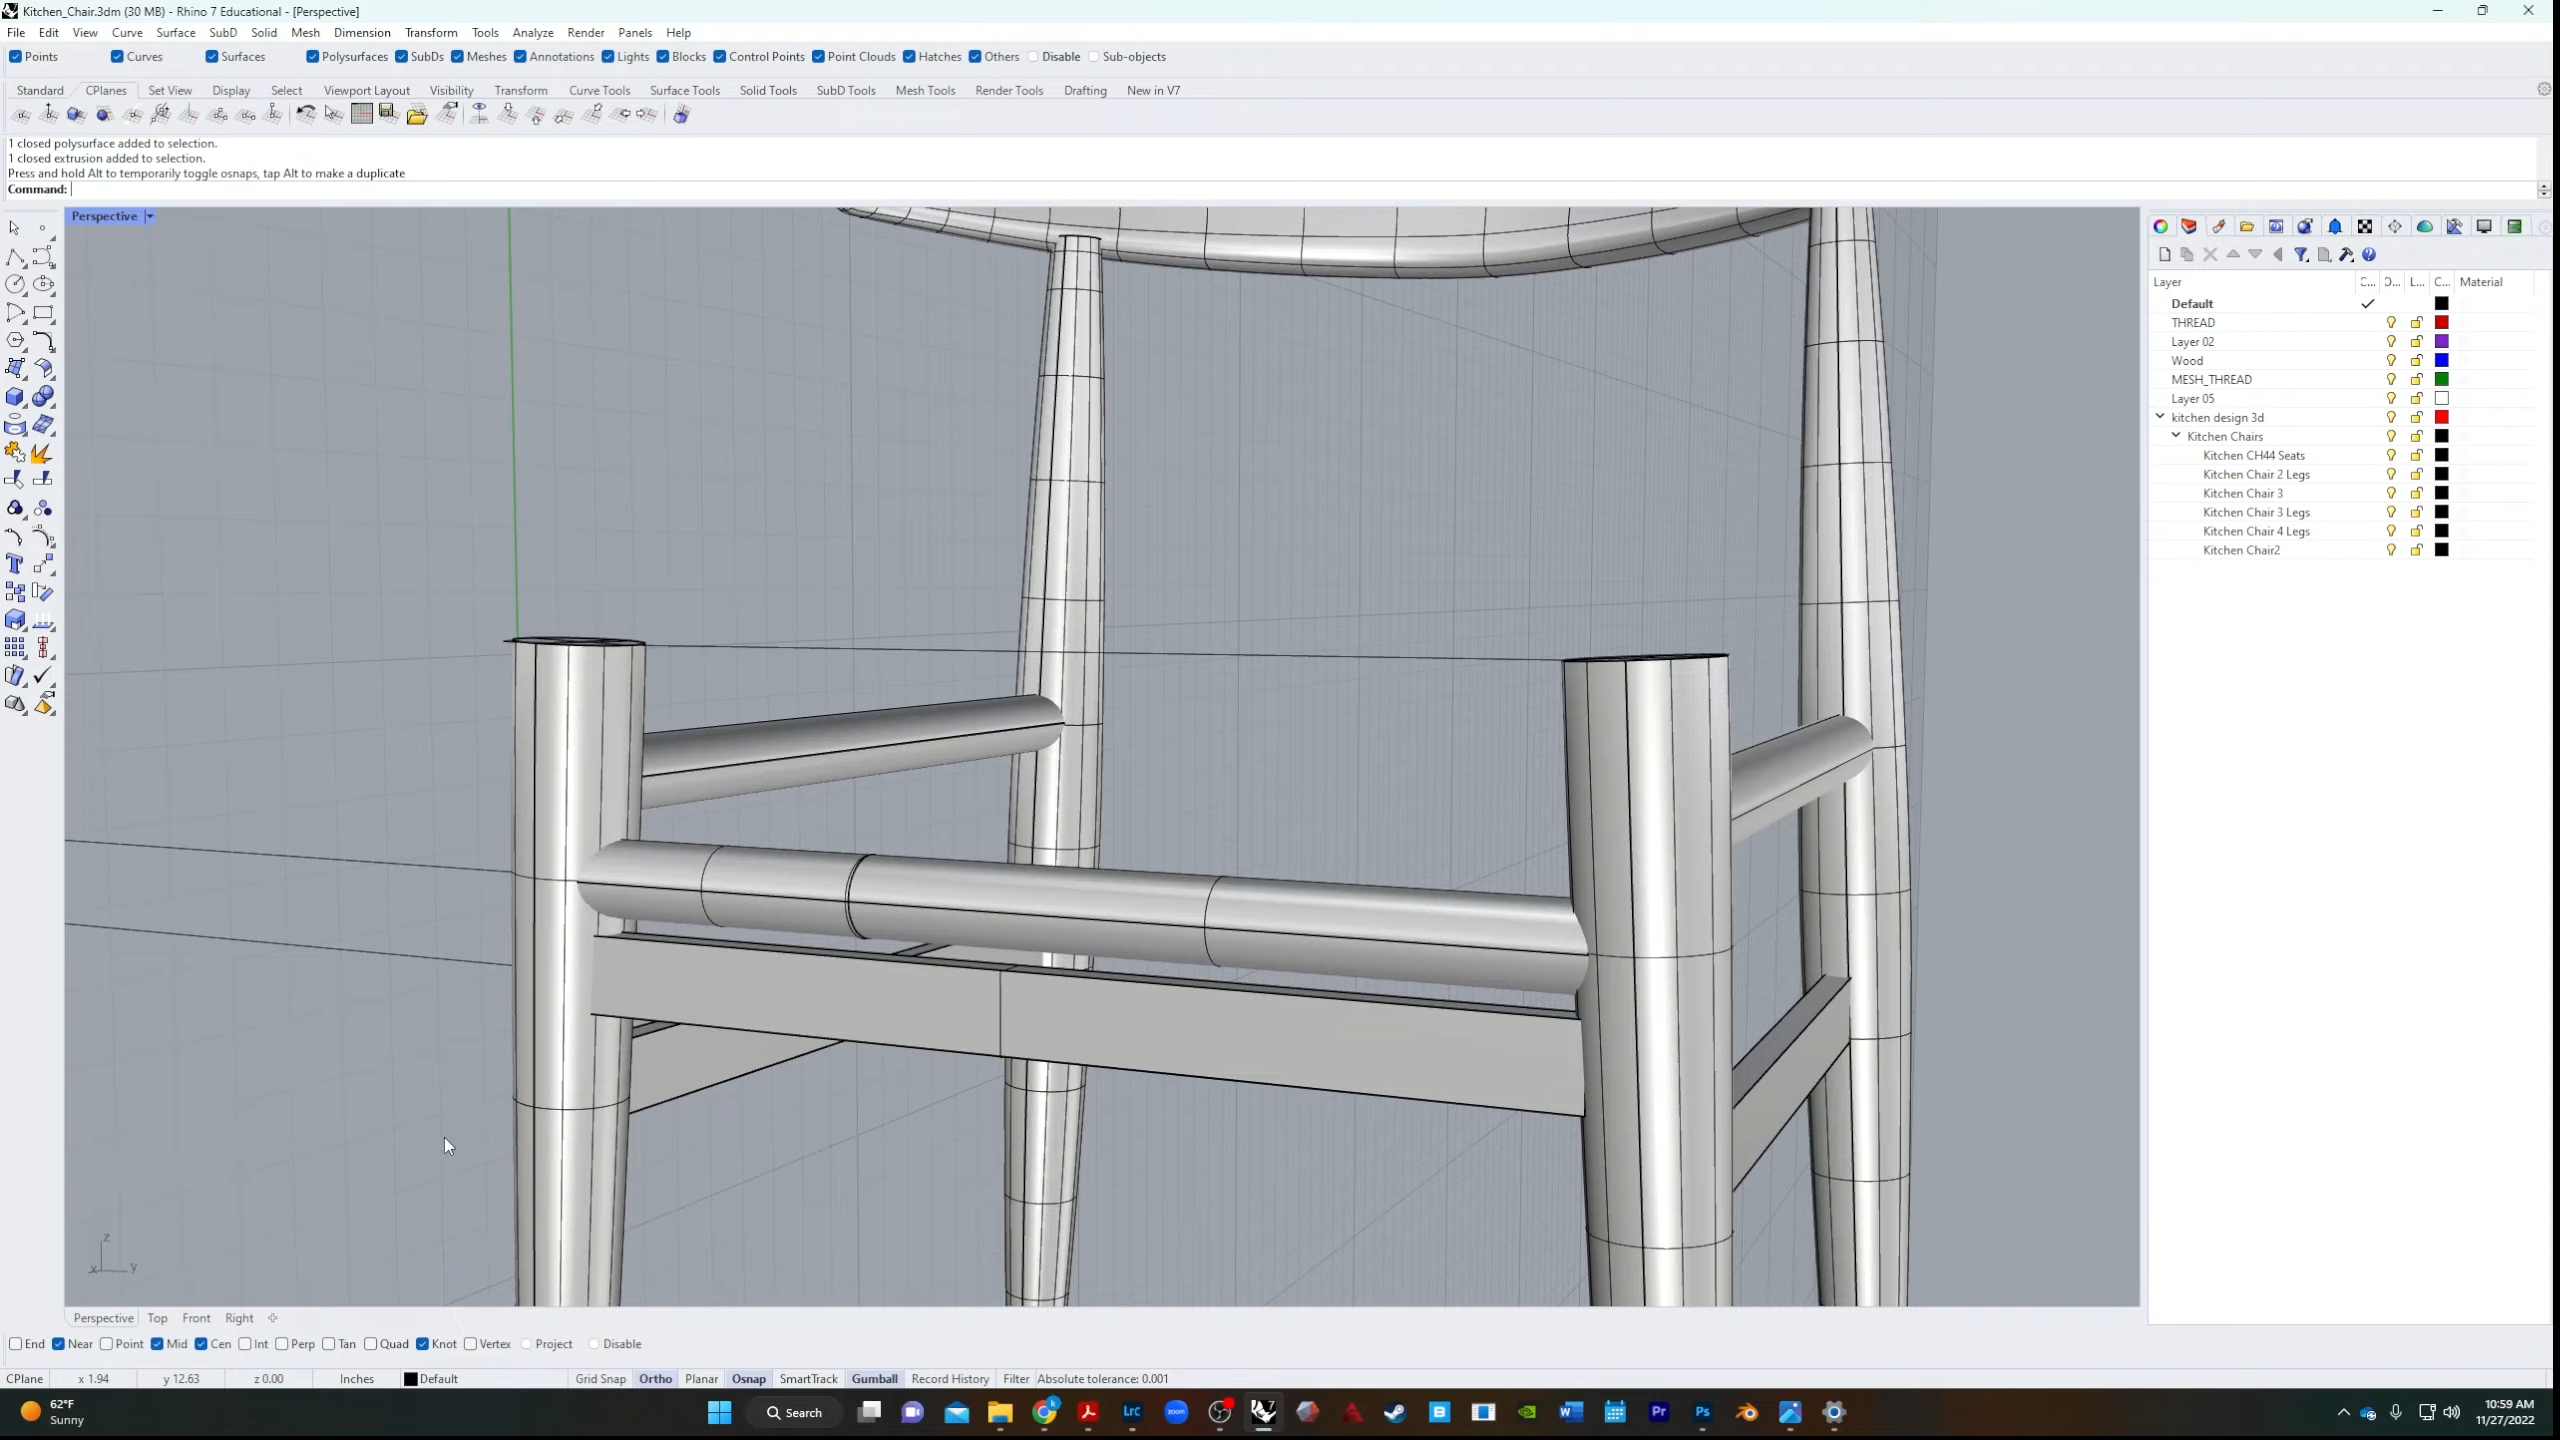 Kitchen_Chair.3dm (30 MB) - Rhino 7 Educational - [Perspective]
File Edit View Curve Surface Solid SubD Mesh Dimension Transform Tools Analyze Render Panels Help
Points Curves Surfaces Polysurfaces SubDs Meshes Annotations Lights Blocks Control Points Point Clouds Hatches Others Disable Sub-objects
Standard CPlanes Set View Display Select Viewport Layout Visibility Transform Curve Tools Surface Tools Solid Tools SubD Tools Mesh Tools Render Tools Drafting New in V7
1 closed polysurface added to selection.
1 closed extrusion added to selection.
Press and hold Alt to temporarily toggle osnaps, tap Alt to make a duplicate
Command:
Perspective
Layer C... O... L... C... Material
Default
THREAD
Layer 02
Wood
MESH_THREAD
Layer 05
kitchen design 3d
Kitchen Chairs
Kitchen CH44 Seats
Kitchen Chair 2 Legs
Kitchen Chair 3
Kitchen Chair 3 Legs
Kitchen Chair 4 Legs
Kitchen Chair2
z
x y
Perspective Top Front Right
End Near Point Mid Cen Int Perp Tan Quad Knot Vertex Project Disable
CPlane x 1.94 y 12.63 z 0.00 Inches Default Grid Snap Ortho Planar Osnap SmartTrack Gumball Record History Filter Absolute tolerance: 0.001
62°F
Sunny
Search
Lrc
zoom
7
B
W
Pr
Ps
10:59 AM
11/27/2022